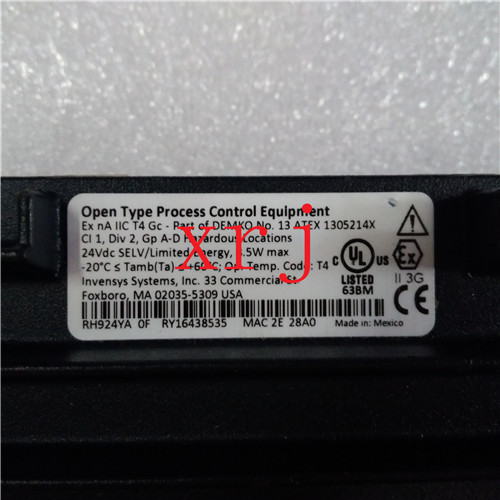 Open Type Process Control Equipment
Ex nA IIC T4 Gc - Part of DEMKO No. 13 ATEX 1305214X
Cl 1, Div 2, Gp A-D Hazardous Locations
24Vdc SELV/Limited Energy, .5W max
-20°C ≤ Tamb(Ta) ≤ +60°C; Op. Temp. Code: T4
Invensys Systems, Inc. 33 Commercial St
Foxboro, MA 02035-5309 USA
RH924YA 0F RY16438535 MAC 2E 28A0
C UL US
LISTED
63BM
Ex
II 3G
Made in: Mexico
xrj